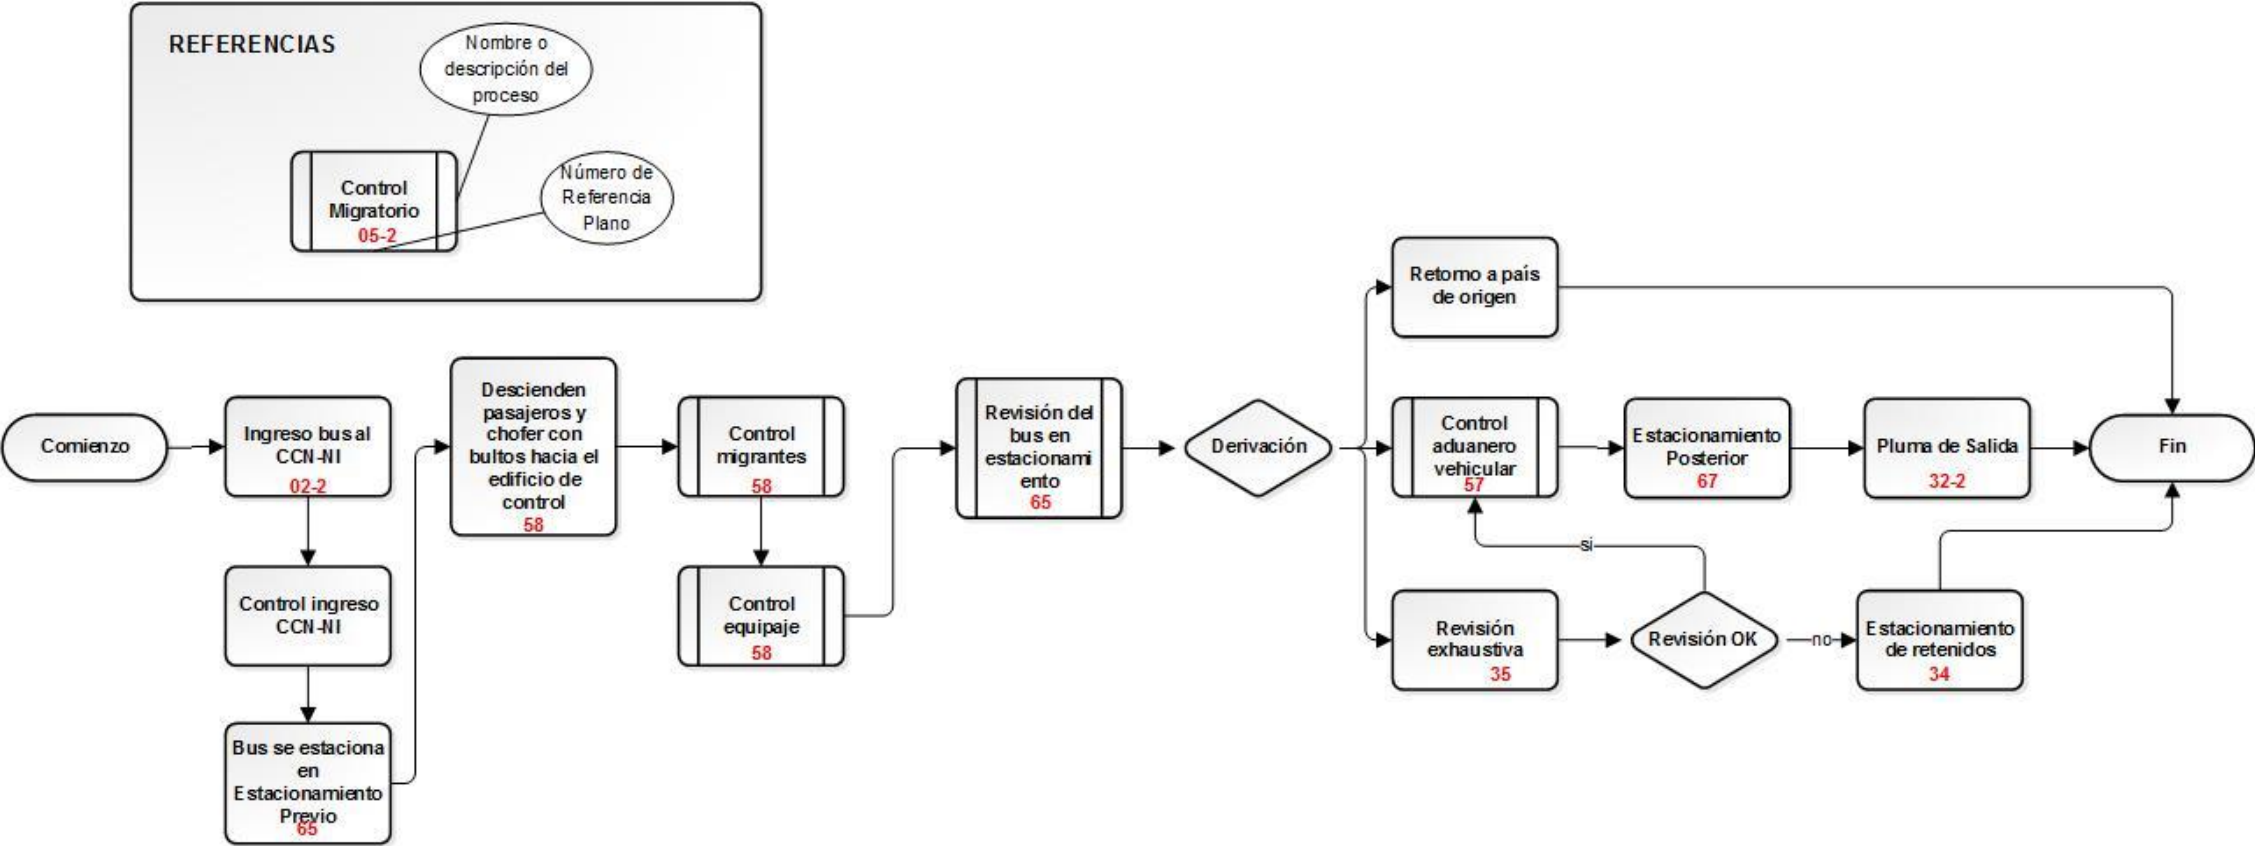 REFERENCIAS
Nombre o
descripción del
proceso
Número de
Referencia
Plano
Control
Migratorio
05-2
Comienzo
Ingreso bus al
CCN-NI
02-2
Control ingreso
CCN-NI
Bus se estaciona
en
Estacionamiento
Previo
65
Descienden
pasajeros y
chofer con
bultos hacia el
edificio de
control
58
Control
migrantes
58
Control
equipaje
58
Revisión del
bus en
estacionami
ento
65
Derivación
Retorno a país
de origen
Control
aduanero
vehicular
57
Estacionamiento
Posterior
67
Pluma de Salida
32-2
Fin
si
Revisión
exhaustiva
35
Revisión OK
no
Estacionamiento
de retenidos
34